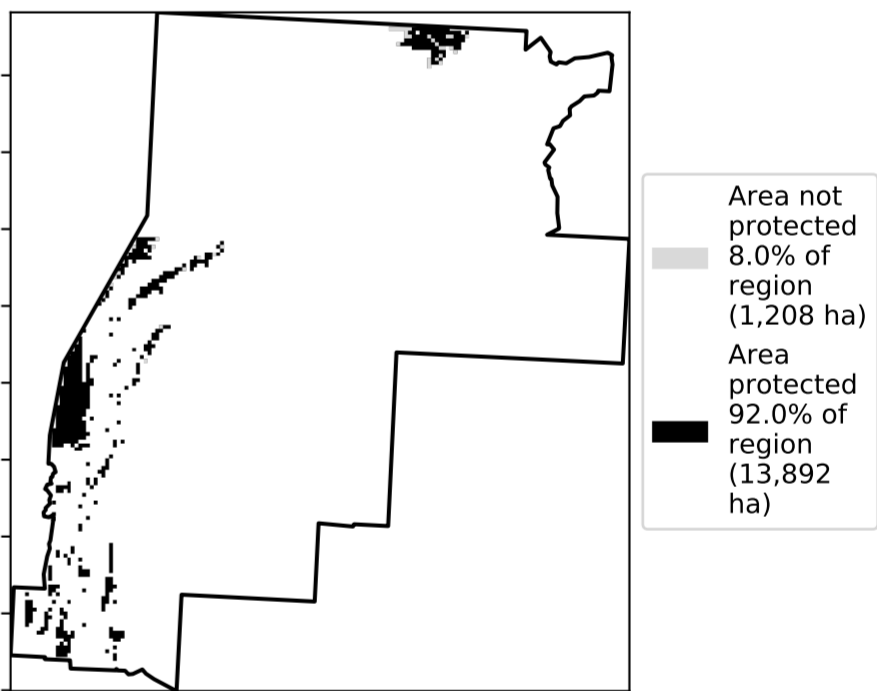 Area not
protected
8.0% of
region
(1,208 ha)
Area
protected
92.0% of
region
(13,892
ha)